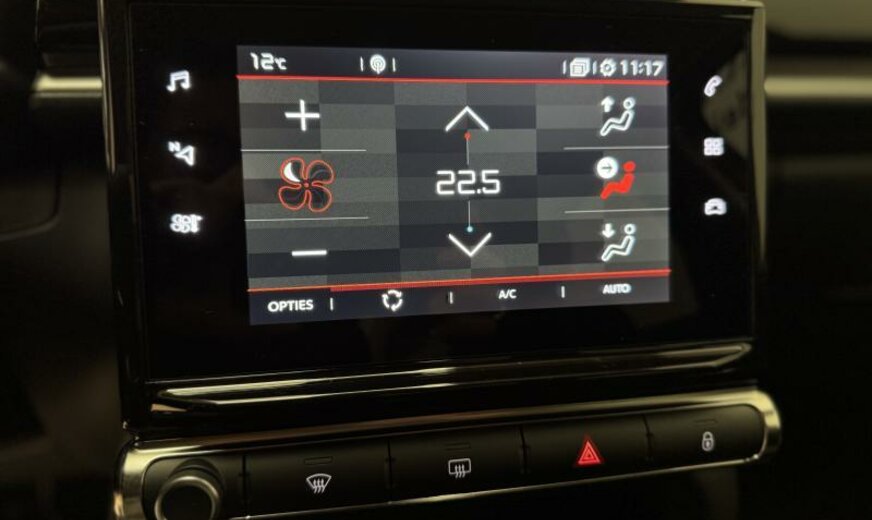 12°C 11:17
N
22.5
OPTIES A/C AUTO